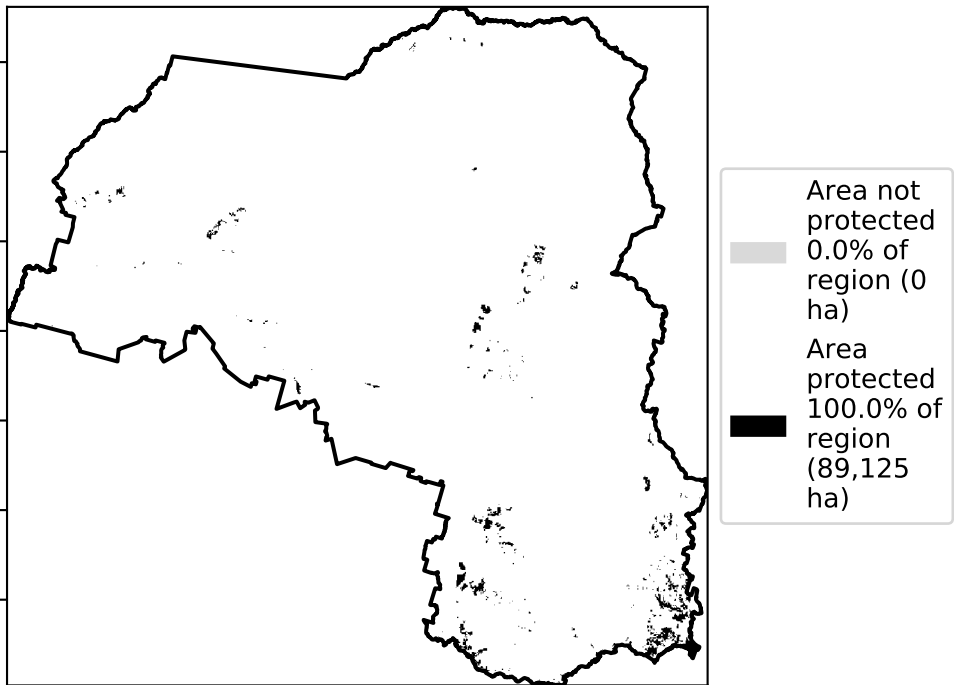 Area not
protected
0.0% of
region (0
ha)
Area
protected
100.0% of
region
(89,125
ha)